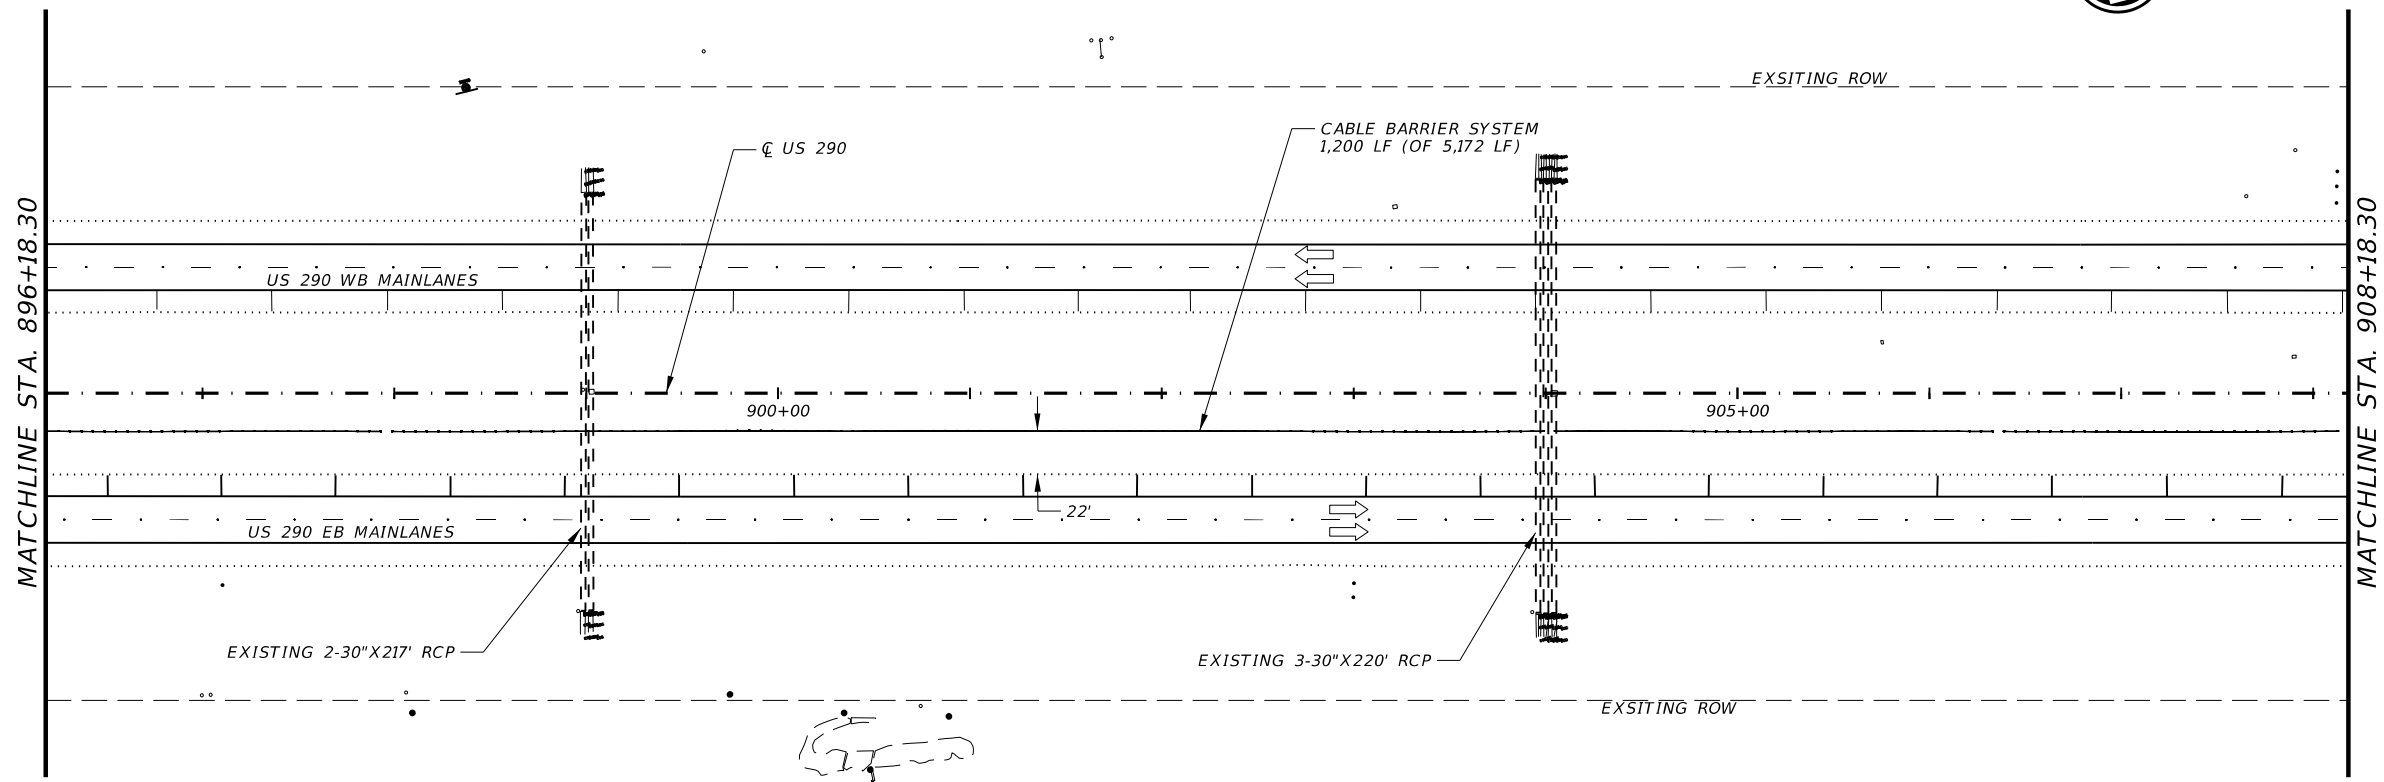 EXSITING ROW
CABLE BARRIER SYSTEM
1,200 LF (OF 5,172 LF)
℄ US 290
MATCHLINE STA. 896+18.30
MATCHLINE STA. 908+18.30
US 290 WB MAINLANES
900+00
905+00
22'
US 290 EB MAINLANES
EXISTING 2-30"X217' RCP
EXISTING 3-30"X220' RCP
EXSITING ROW